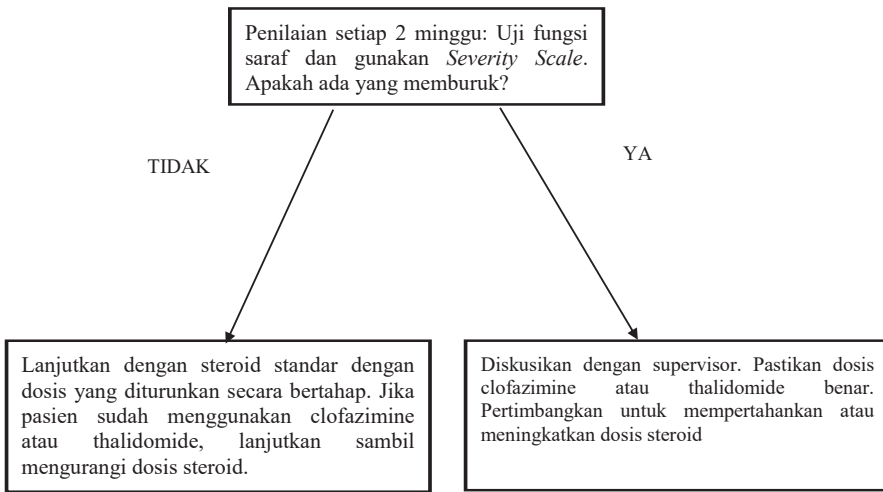 Penilaian setiap 2 minggu: Uji fungsi
saraf dan gunakan Severity Scale.
Apakah ada yang memburuk?
TIDAK
YA
Lanjutkan dengan steroid standar dengan
dosis yang diturunkan secara bertahap. Jika
pasien sudah menggunakan clofazimine
atau thalidomide, lanjutkan sambil
mengurangi dosis steroid.
Diskusikan dengan supervisor. Pastikan dosis
clofazimine atau thalidomide benar.
Pertimbangkan untuk mempertahankan atau
meningkatkan dosis steroid